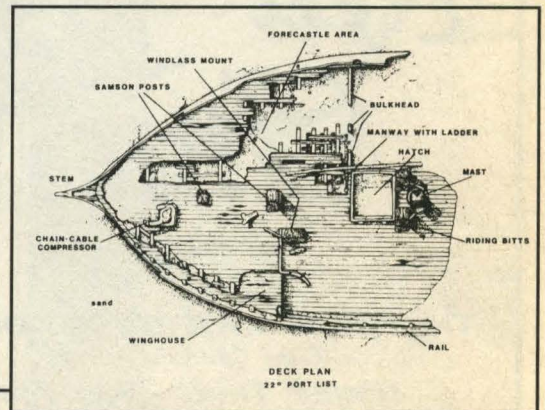 FORECASTLE AREA
WINDLASS MOUNT
SAMSON POSTS
BULKHEAD
MANWAY WITH LADDER
HATCH
MAST
STEM
CHAIN-CABLE
COMPRESSOR
RIDING BITTS
sand
WINGHOUSE
RAIL
DECK PLAN
22° PORT LIST